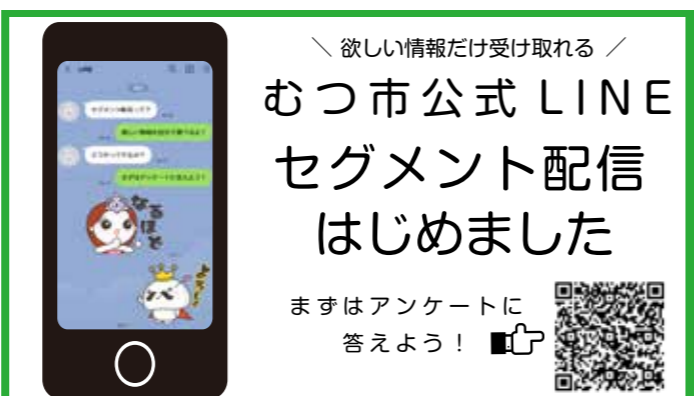 ＼ 欲しい情報だけ受け取れる ／
むつ市公式 LINE
セグメント配信
はじめました
まずはアンケートに
答えよう！
なるほど